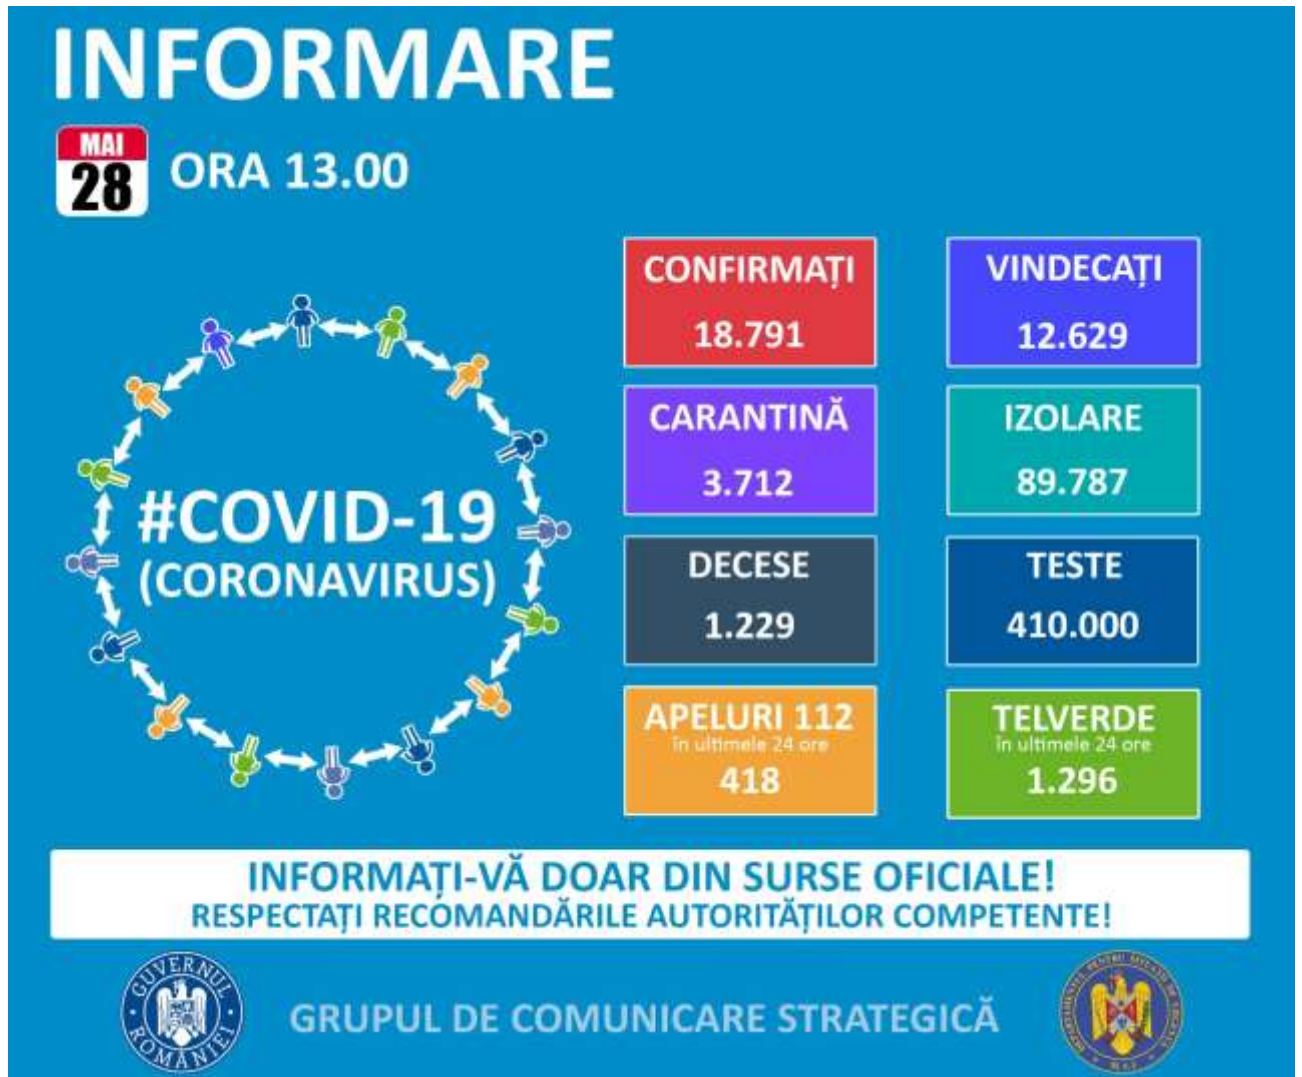 INFORMARE
MAI
28
ORA 13.00
CONFIRMAȚI
18.791
VINDECAȚI
12.629
CARANTINĂ
3.712
IZOLARE
89.787
#COVID-19
(CORONAVIRUS)
DECESE
1.229
TESTE
410.000
APELURI 112
în ultimele 24 ore
418
TELVERDE
în ultimele 24 ore
1.296
INFORMAȚI-VĂ DOAR DIN SURSE OFICIALE!
RESPECTAȚI RECOMANDĂRILE AUTORITĂȚILOR COMPETENTE!
GUVERNUL ROMÂNIEI
GRUPUL DE COMUNICARE STRATEGICĂ